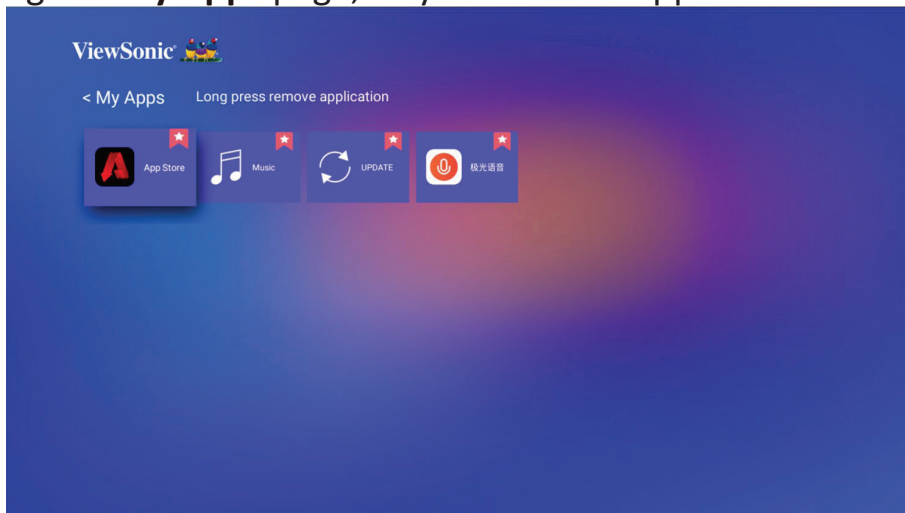 ViewSonic®
< My Apps Long press remove application
App Store
Music
UPDATE
极光语音